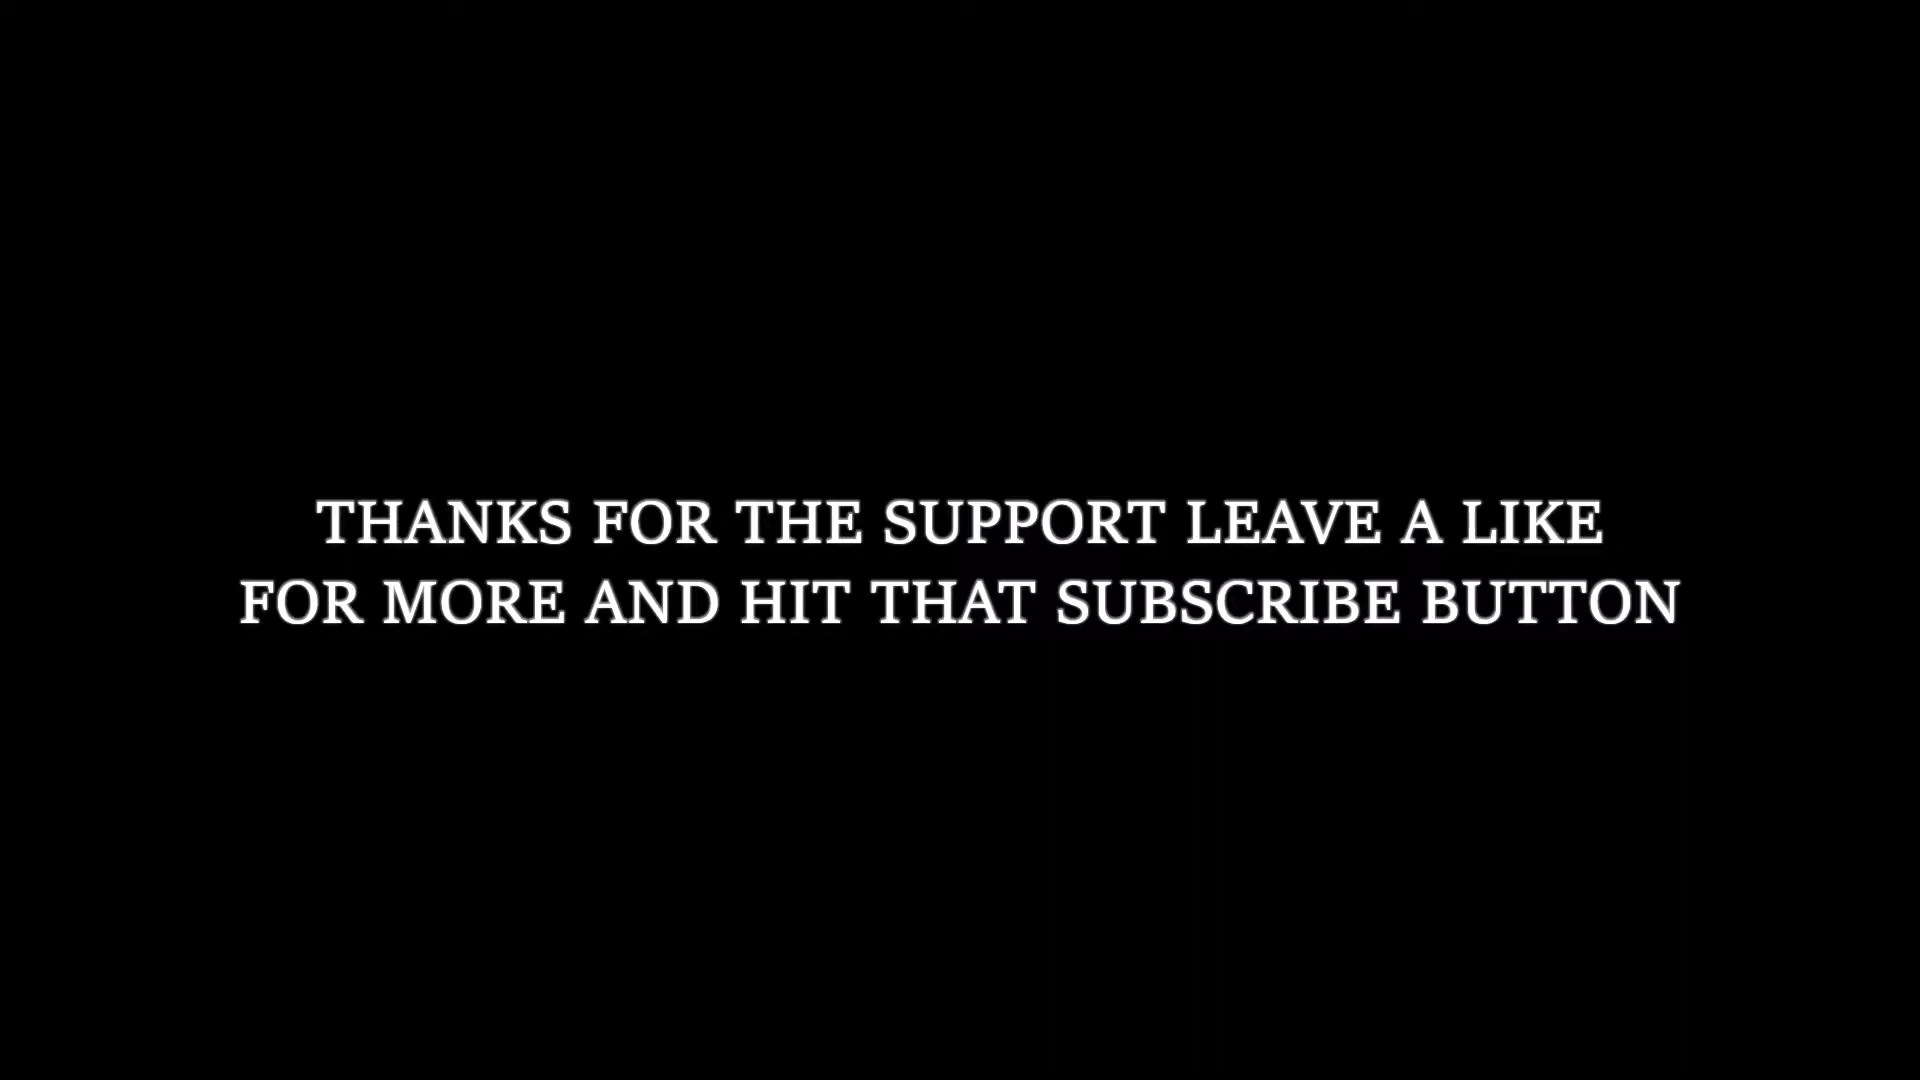 THANKS FOR THE SUPPORT LEAVE A LIKE
FOR MORE AND HIT THAT SUBSCRIBE BUTTON